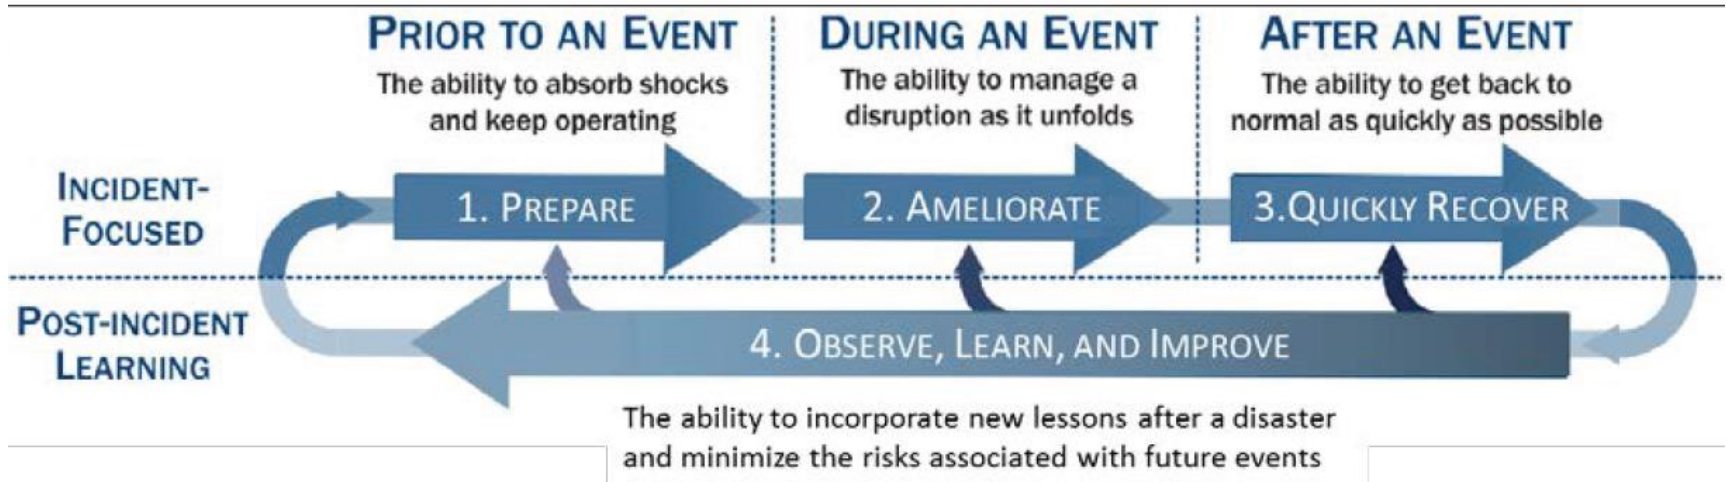 PRIOR TO AN EVENT
The ability to absorb shocks
and keep operating
DURING AN EVENT
The ability to manage a
disruption as it unfolds
AFTER AN EVENT
The ability to get back to
normal as quickly as possible
INCIDENT-
FOCUSED
1. PREPARE
2. AMELIORATE
3.QUICKLY RECOVER
POST-INCIDENT
LEARNING
4. OBSERVE, LEARN, AND IMPROVE
The ability to incorporate new lessons after a disaster
and minimize the risks associated with future events